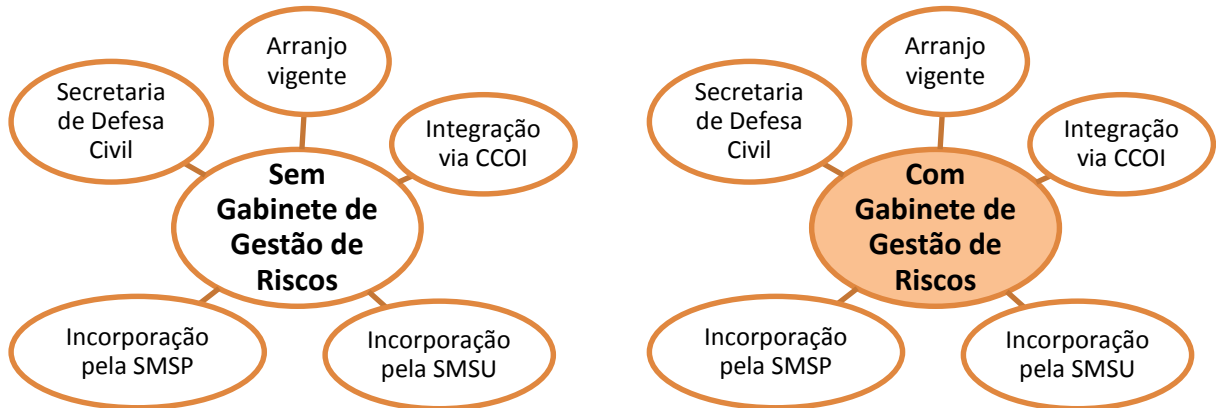 Arranjo
vigente
Secretaria
de Defesa
Civil
Integração
via CCOI
Sem
Gabinete de
Gestão de
Riscos
Incorporação
pela SMSP
Incorporação
pela SMSU
Arranjo
vigente
Secretaria
de Defesa
Civil
Integração
via CCOI
Com
Gabinete de
Gestão de
Riscos
Incorporação
pela SMSP
Incorporação
pela SMSU